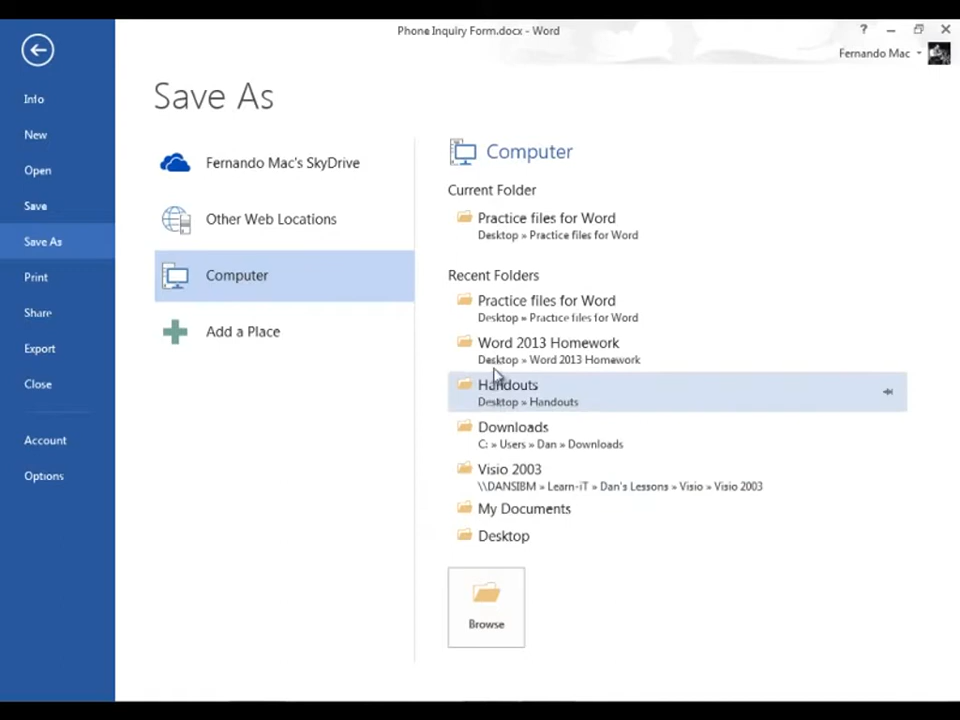 Phone Inquiry Form.docx - Word
?
Fernando Mac
Info
New
Open
Save
Save As
Print
Share
Export
Close
Account
Options
Save As
Fernando Mac's SkyDrive
Other Web Locations
Computer
Add a Place
Computer
Current Folder
Practice files for Word
Desktop » Practice files for Word
Recent Folders
Practice files for Word
Desktop » Practice files for Word
Word 2013 Homework
Desktop » Word 2013 Homework
Handouts
Desktop » Handouts
Downloads
C: » Users » Dan » Downloads
Visio 2003
\\DANSIBM » Learn-iT » Dan's Lessons » Visio » Visio 2003
My Documents
Desktop
Browse